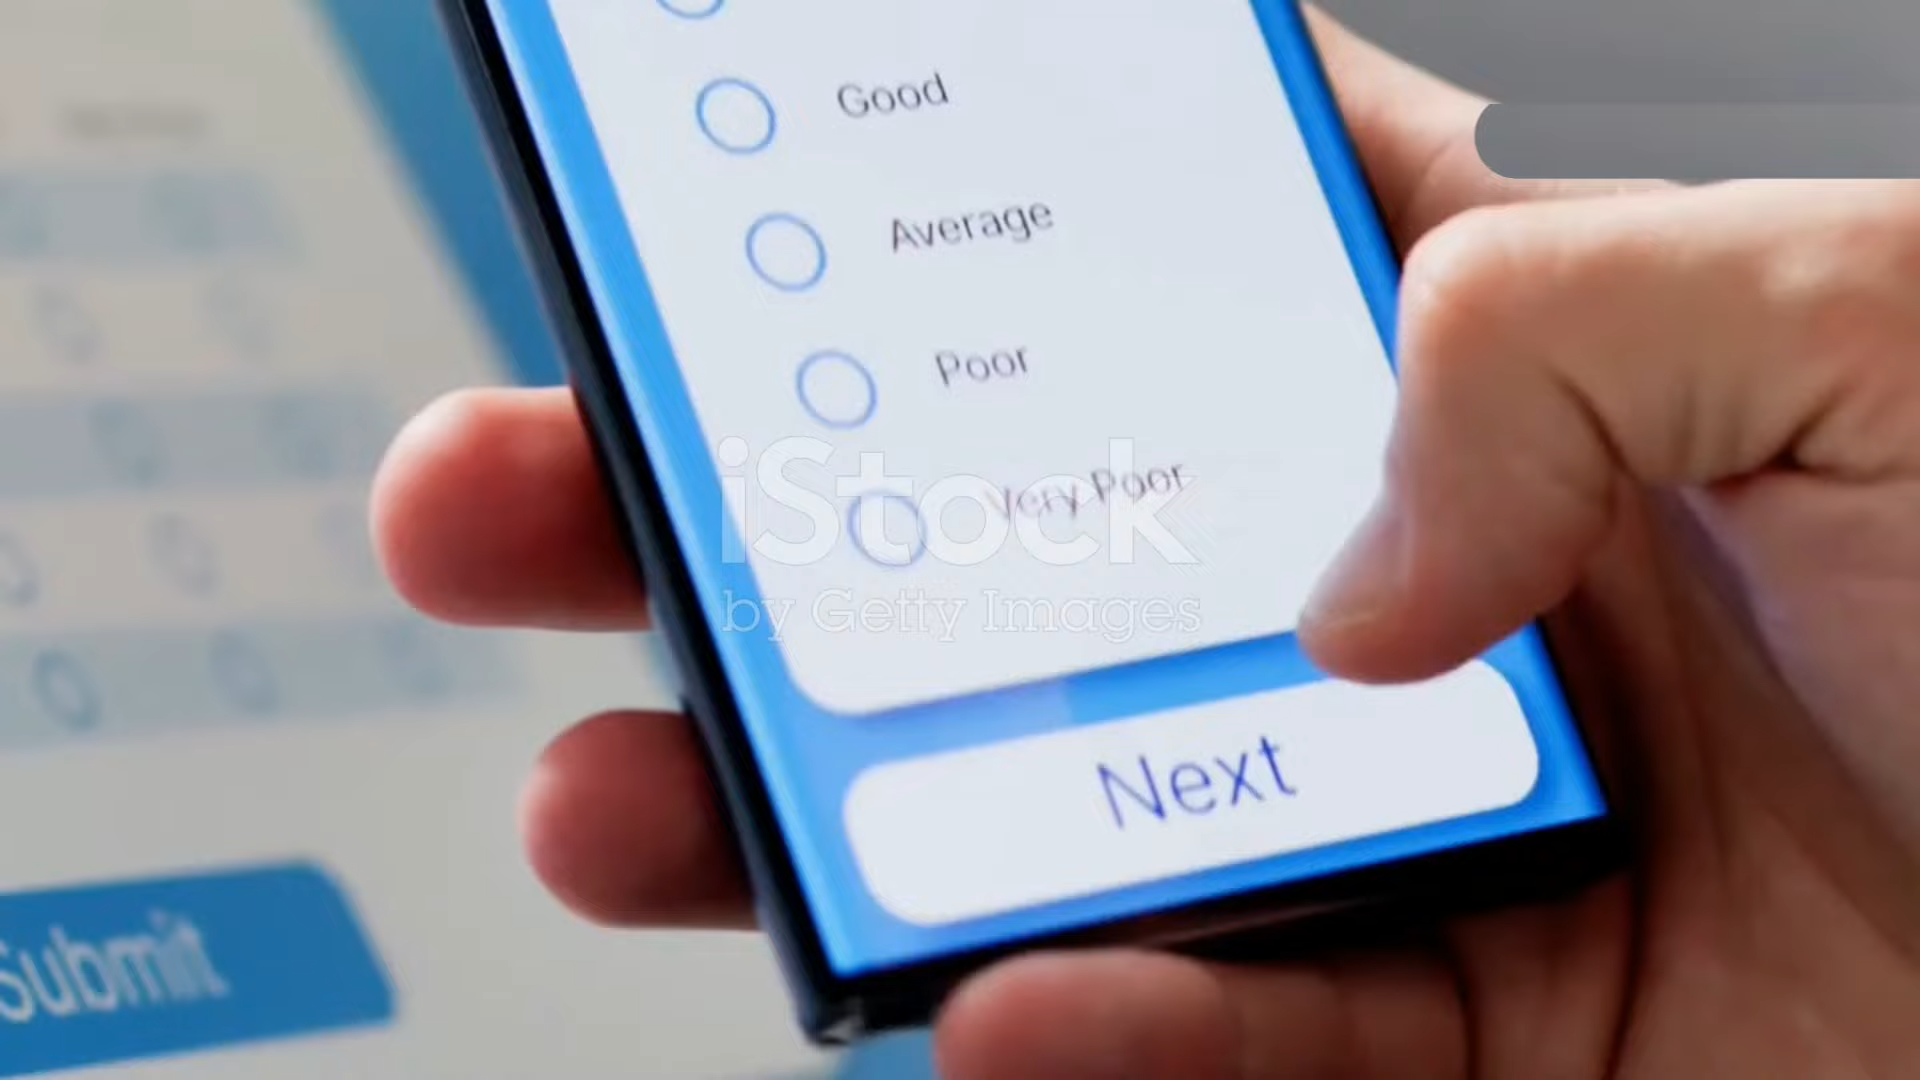 Good
Average
Poor
Very Poor
iStock
by Getty Images
Next
Submit